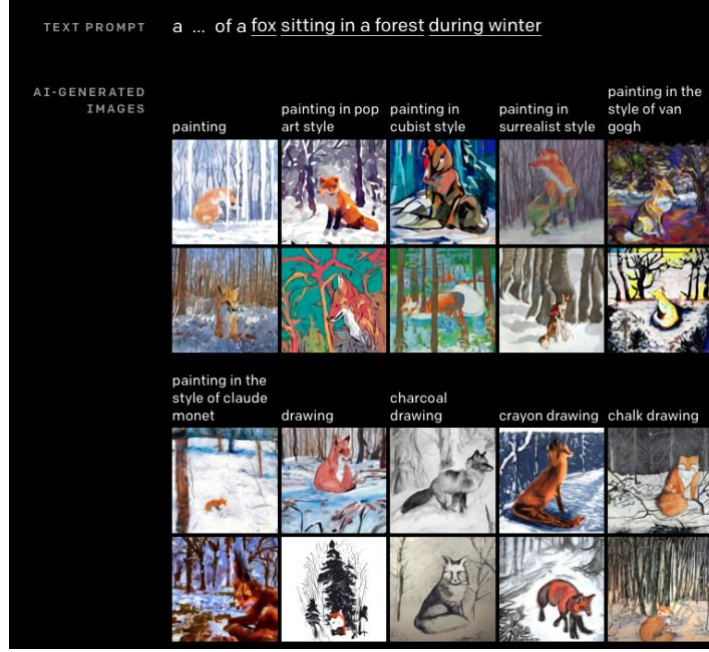 TEXT PROMPT
a ... of a fox sitting in a forest during winter
AI-GENERATED
IMAGES
painting
painting in pop
art style
painting in
cubist style
painting in
surrealist style
painting in the
style of van
gogh
painting in the
style of claude
monet
drawing
charcoal
drawing
crayon drawing
chalk drawing